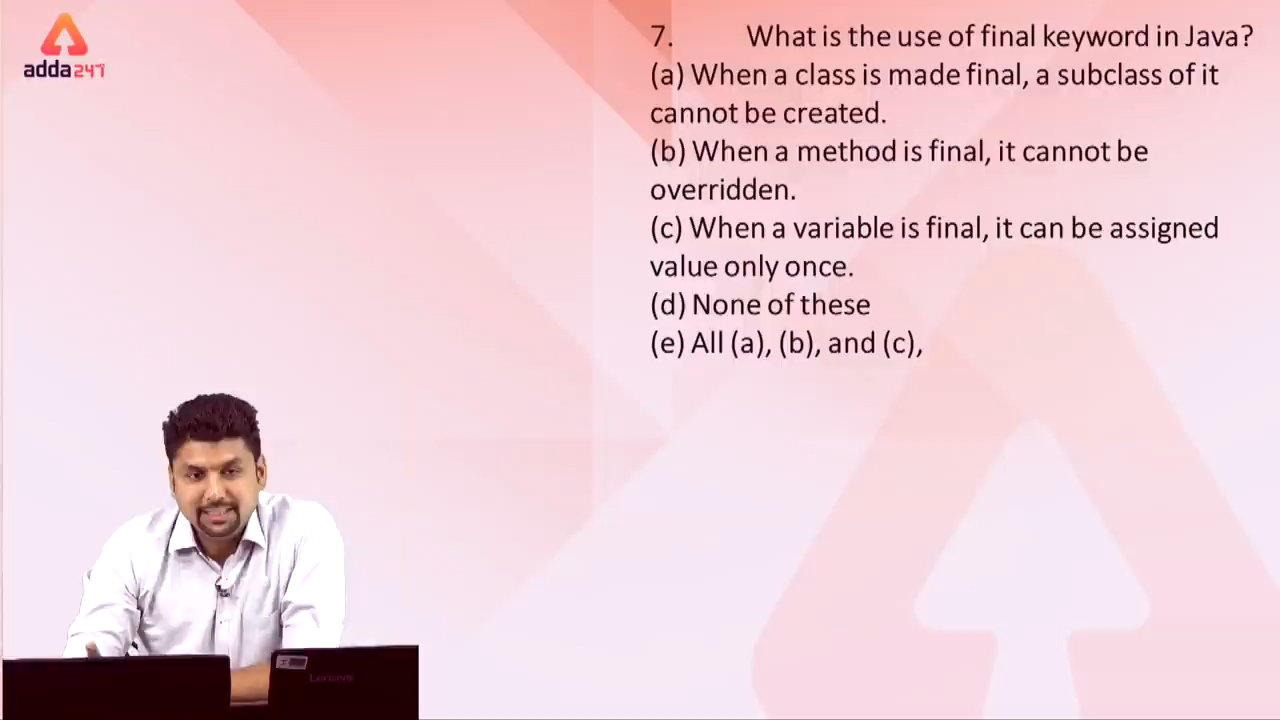 adda247
7. What is the use of final keyword in Java?
(a) When a class is made final, a subclass of it
cannot be created.
(b) When a method is final, it cannot be
overridden.
(c) When a variable is final, it can be assigned
value only once.
(d) None of these
(e) All (a), (b), and (c),
Lenovo